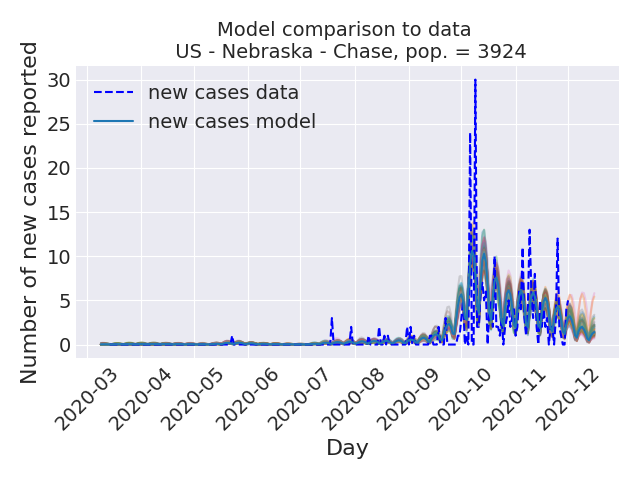 Model comparison to data
US - Nebraska - Chase, pop. = 3924
Number of new cases reported
30
25
20
15
10
5
0
new cases data
new cases model
2020-03
2020-04
2020-05
2020-06
2020-07
2020-08
2020-09
2020-10
2020-11
2020-12
Day